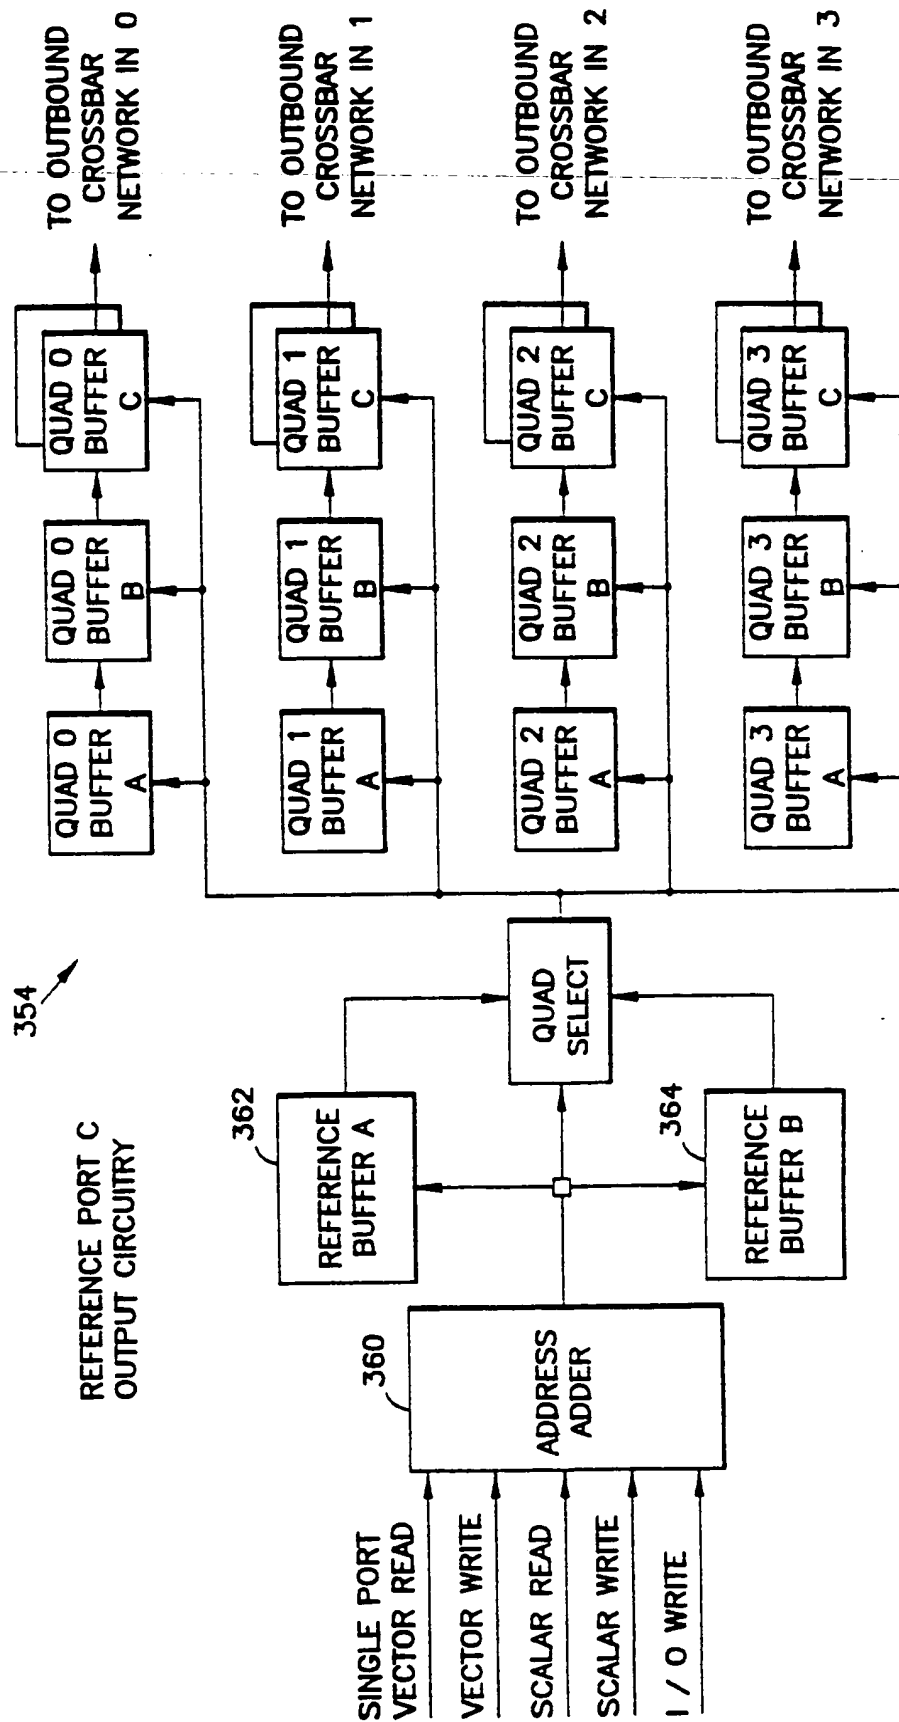 REFERENCE PORT C
OUTPUT CIRCUITRY
354
SINGLE PORT
VECTOR READ
VECTOR WRITE
SCALAR READ
SCALAR WRITE
I / O WRITE
360
ADDRESS
ADDER
362
REFERENCE
BUFFER A
364
REFERENCE
BUFFER B
QUAD
SELECT
QUAD 0
BUFFER
A
QUAD 0
BUFFER
B
QUAD 0
BUFFER
C
TO OUTBOUND
CROSSBAR
NETWORK IN 0
QUAD 1
BUFFER
A
QUAD 1
BUFFER
B
QUAD 1
BUFFER
C
TO OUTBOUND
CROSSBAR
NETWORK IN 1
QUAD 2
BUFFER
A
QUAD 2
BUFFER
B
QUAD 2
BUFFER
C
TO OUTBOUND
CROSSBAR
NETWORK IN 2
QUAD 3
BUFFER
A
QUAD 3
BUFFER
B
QUAD 3
BUFFER
C
TO OUTBOUND
CROSSBAR
NETWORK IN 3